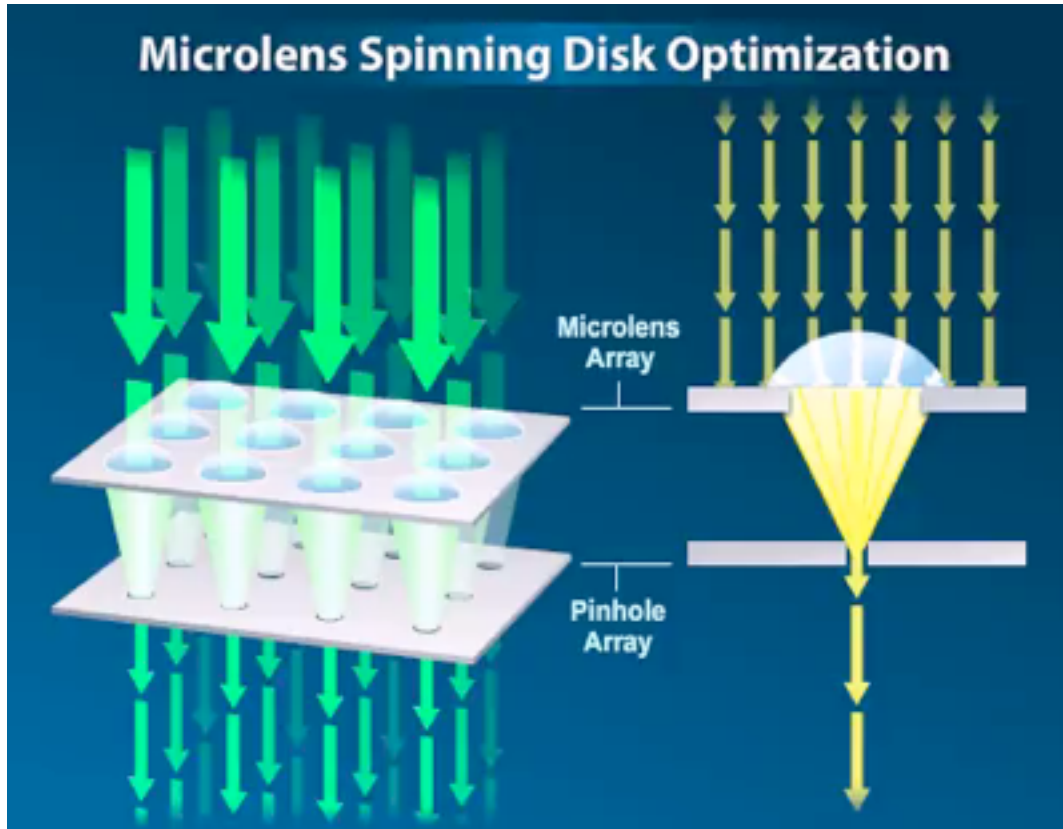 Microlens Spinning Disk Optimization
Microlens
Array
Pinhole
Array